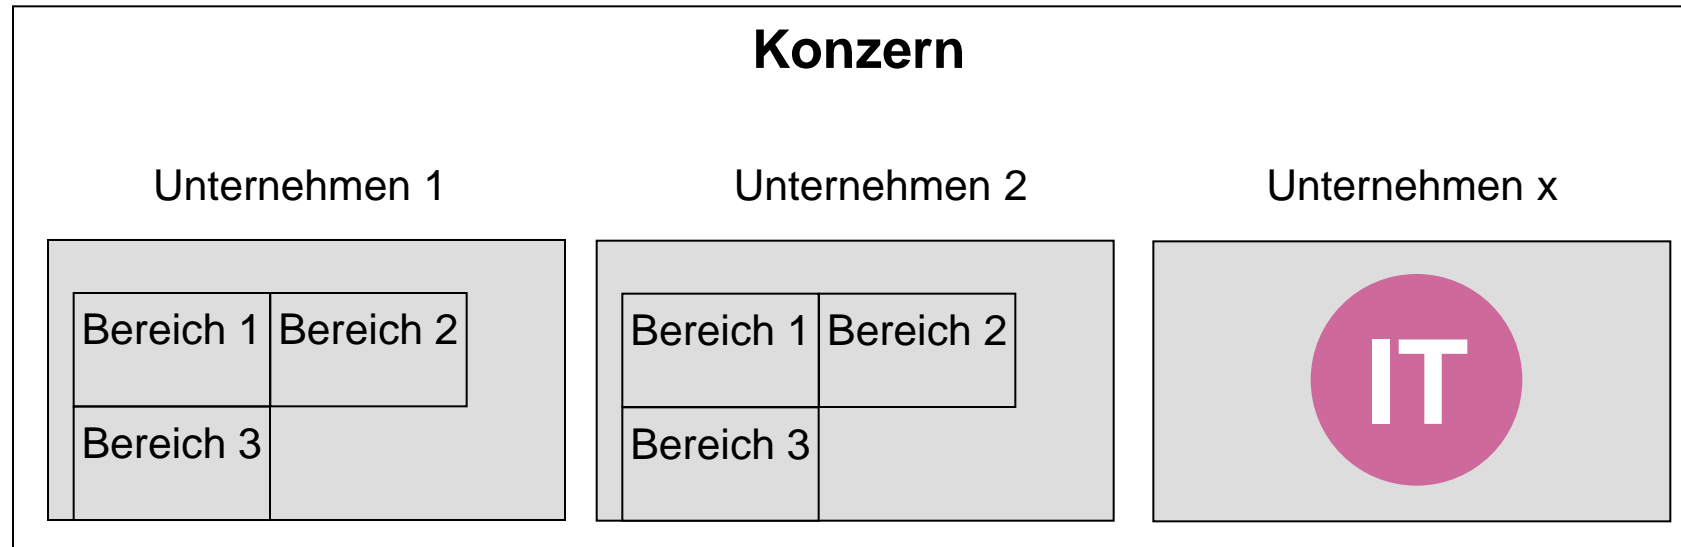 Konzern
Unternehmen 1 Unternehmen 2 Unternehmen x
Bereich 1 Bereich 2 Bereich 1 Bereich 2
IT
Bereich 3 Bereich 3